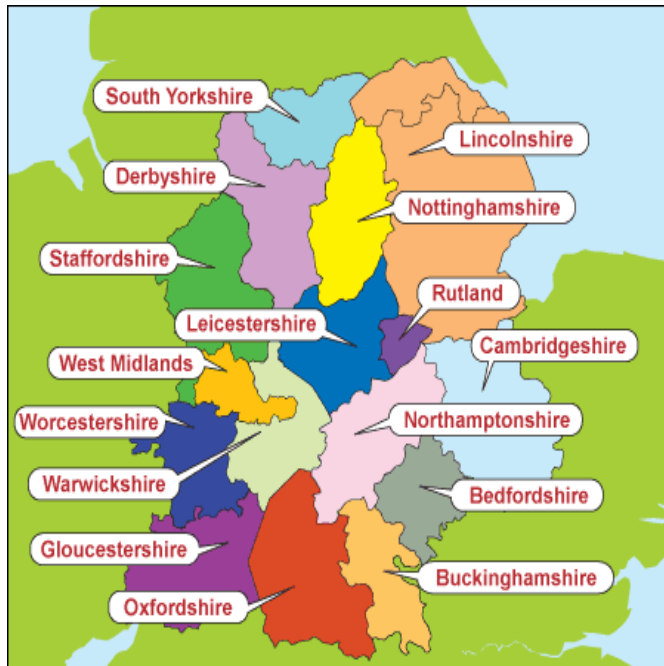 South Yorkshire
Lincolnshire
Derbyshire
Nottinghamshire
Staffordshire
Rutland
Leicestershire
Cambridgeshire
West Midlands
Worcestershire
Northamptonshire
Warwickshire
Bedfordshire
Gloucestershire
Buckinghamshire
Oxfordshire